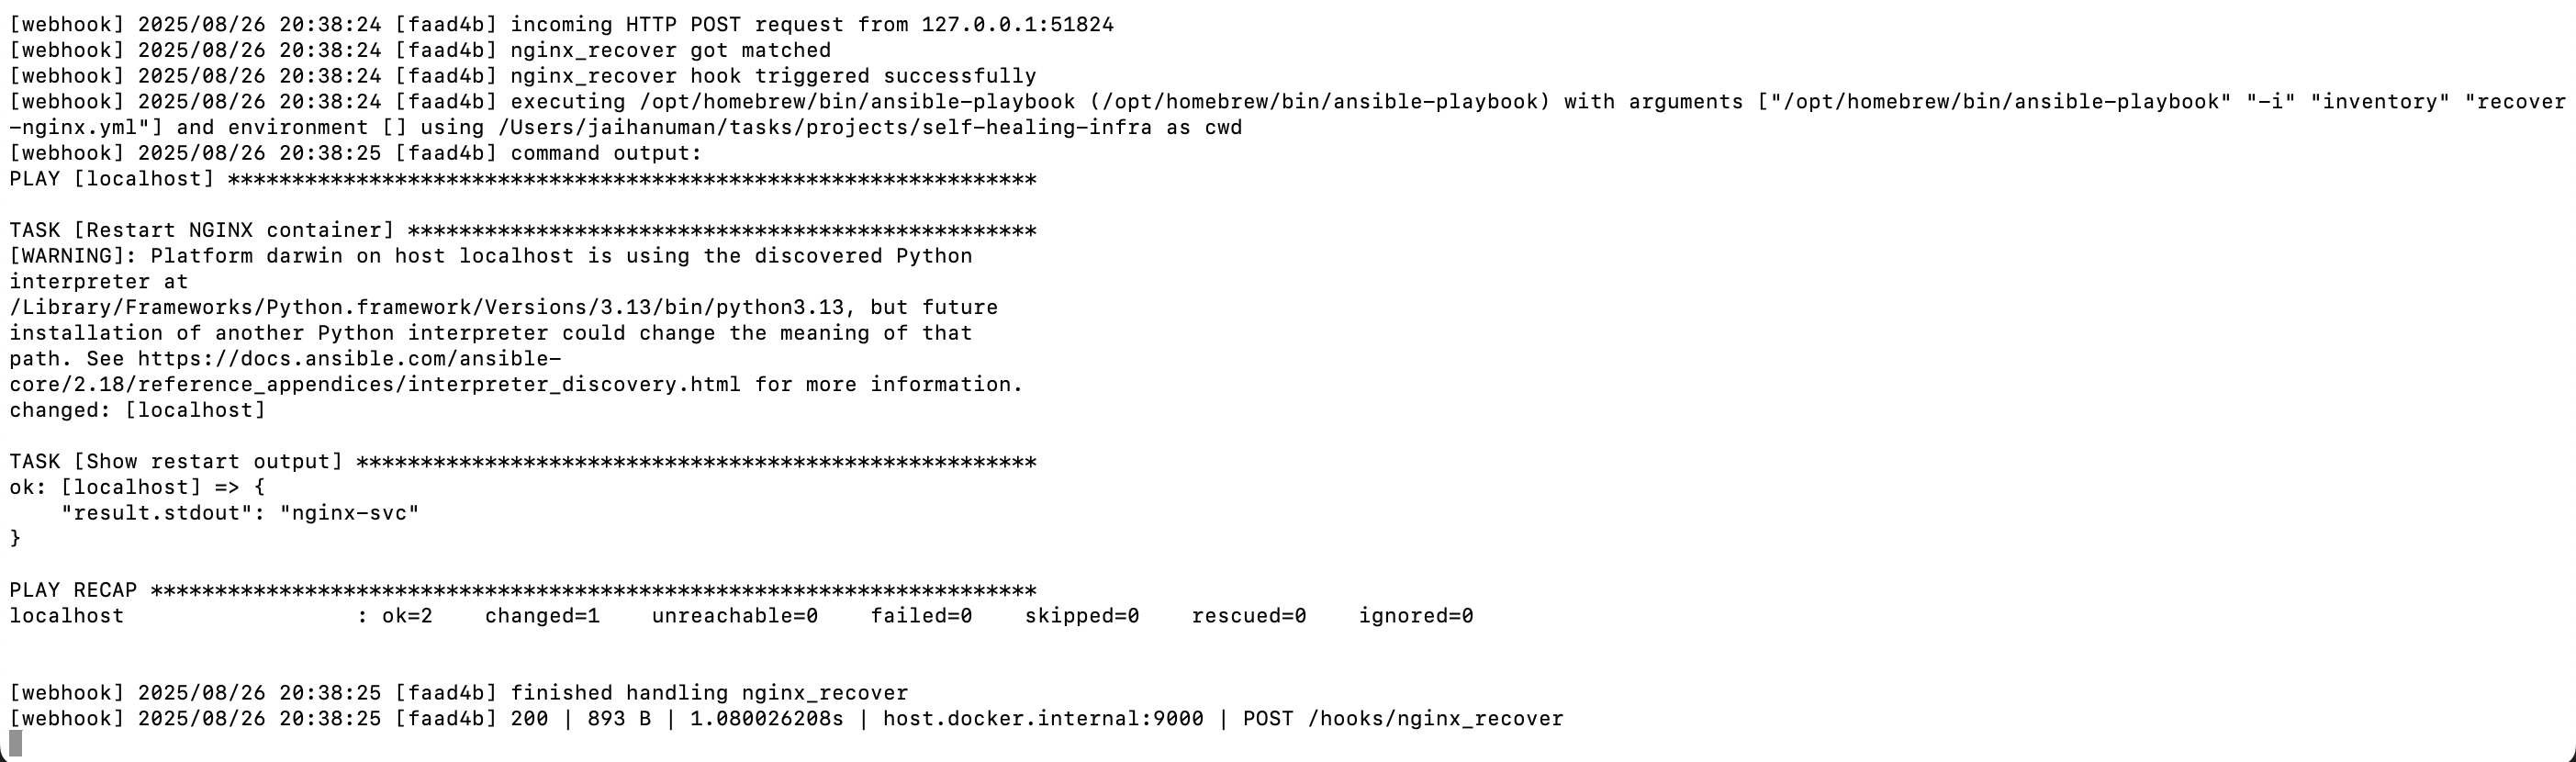 [webhook] 2025/08/26 20:38:24 [faad4b] incoming HTTP POST request from 127.0.0.1:51824
[webhook] 2025/08/26 20:38:24 [faad4b] nginx_recover got matched
[webhook] 2025/08/26 20:38:24 [faad4b] nginx_recover hook triggered successfully
[webhook] 2025/08/26 20:38:24 [faad4b] executing /opt/homebrew/bin/ansible-playbook (/opt/homebrew/bin/ansible-playbook) with arguments ["/opt/homebrew/bin/ansible-playbook" "-i" "inventory" "recover
-nginx.yml"] and environment [] using /Users/jaihanuman/tasks/projects/self-healing-infra as cwd
[webhook] 2025/08/26 20:38:25 [faad4b] command output:
PLAY [localhost] ***************************************************************

TASK [Restart NGINX container] *************************************************
[WARNING]: Platform darwin on host localhost is using the discovered Python
interpreter at
/Library/Frameworks/Python.framework/Versions/3.13/bin/python3.13, but future
installation of another Python interpreter could change the meaning of that
path. See https://docs.ansible.com/ansible-
core/2.18/reference_appendices/interpreter_discovery.html for more information.
changed: [localhost]

TASK [Show restart output] *****************************************************
ok: [localhost] => {
    "result.stdout": "nginx-svc"
}

PLAY RECAP *********************************************************************
localhost                  : ok=2    changed=1    unreachable=0    failed=0    skipped=0    rescued=0    ignored=0

[webhook] 2025/08/26 20:38:25 [faad4b] finished handling nginx_recover
[webhook] 2025/08/26 20:38:25 [faad4b] 200 | 893 B | 1.080026208s | host.docker.internal:9000 | POST /hooks/nginx_recover